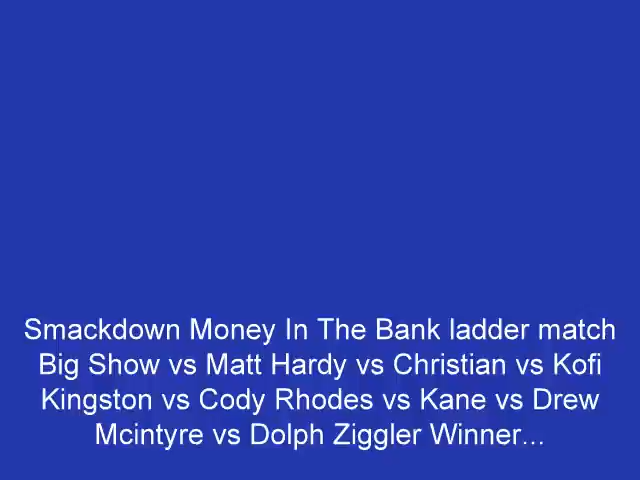 Smackdown Money In The Bank ladder match
Big Show vs Matt Hardy vs Christian vs Kofi
Kingston vs Cody Rhodes vs Kane vs Drew
Mcintyre vs Dolph Ziggler Winner...